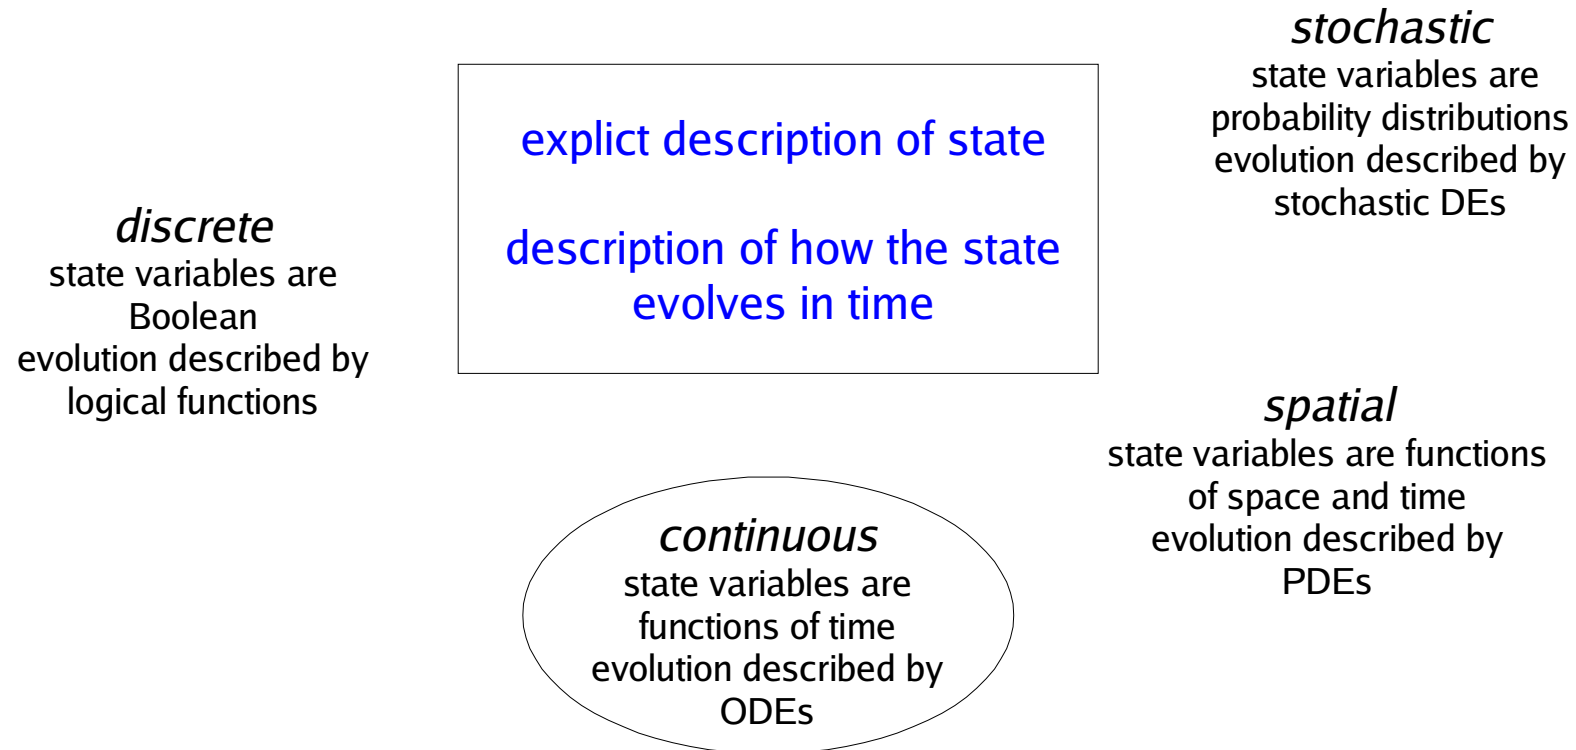 explict description of state
description of how the state
evolves in time
discrete
state variables are
Boolean
evolution described by
logical functions
continuous
state variables are
functions of time
evolution described by
ODEs
stochastic
state variables are
probability distributions
evolution described by
stochastic DEs
spatial
state variables are functions
of space and time
evolution described by
PDEs